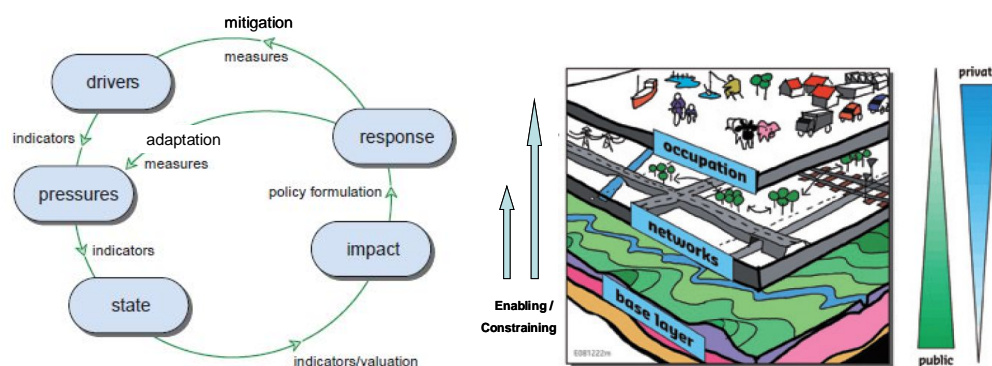 mitigation
measures
drivers
indicators
adaptation
measures
response
pressures
policy formulation
indicators
impact
state
indicators/valuation
Enabling /
Constraining
occupation
networks
base layer
E081222m
private
public